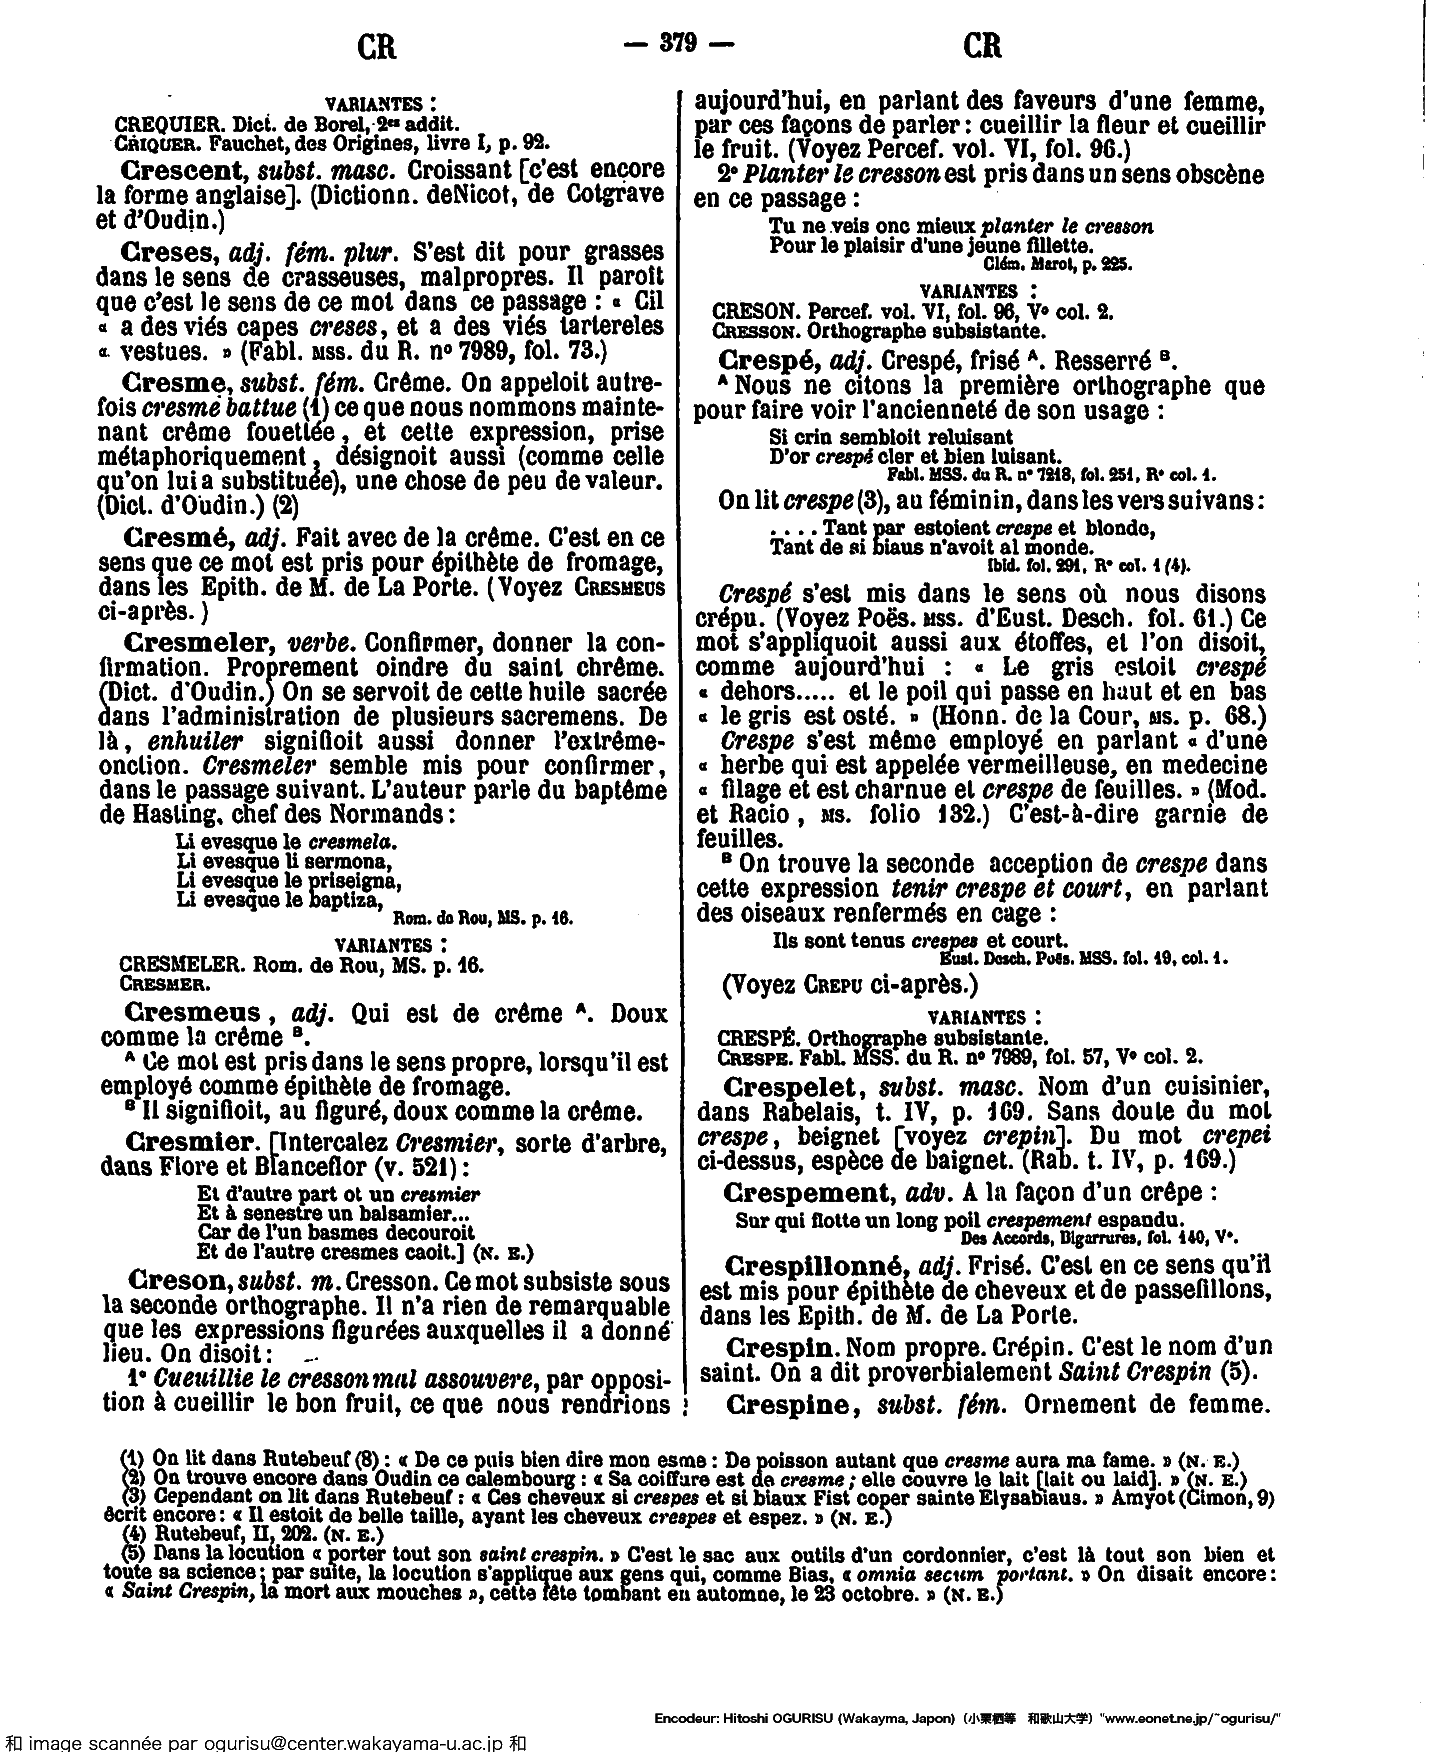 CR — 379 — CR
VARIANTES :
CREQUIER. Dict. de Borel, 2es addit.
CRIQUER. Fauchet, des Origines, livre I, p. 92.
Crescent, subst. masc. Croissant [c'est encore
la forme anglaise]. (Dictionn. deNicot, de Cotgrave
et d'Oudin.)
Creses, adj. fém. plur. S'est dit pour grasses
dans le sens de crasseuses, malpropres. Il paroît
que c'est le sens de ce mot dans ce passage : « Cil
« a des viés capes creses, et a des viés tartereles
« vestues. » (Fabl. MSS. du R. nº 7989, fol. 73.)
Cresme, subst. fém. Crême. On appeloit autre-
fois cresme battue (1) ce que nous nommons mainte-
nant crême fouettée, et cette expression, prise
métaphoriquement, désignoit aussi (comme celle
qu'on lui a substituée), une chose de peu de valeur.
(Dict. d'Oudin.) (2)
Cresmé, adj. Fait avec de la crême. C'est en ce
sens que ce mot est pris pour épithète de fromage,
dans les Epith. de M. de La Porte. (Voyez CRESMEUS
ci-après.)
Cresmeler, verbe. Confirmer, donner la con-
firmation. Proprement oindre du saint chrême.
(Dict. d'Oudin.) On se servoit de cette huile sacrée
dans l'administration de plusieurs sacremens. De
là, enhuiler signifioit aussi donner l'extrême-
onction. Cresmeler semble mis pour confirmer,
dans le passage suivant. L'auteur parle du baptême
de Hasting, chef des Normands :
Li evesque le cresmela.
Li evesque li sermona,
Li evesque le priseigna,
Li evesque le baptiza,
Rom. do Rou, MS. p. 16.
VARIANTES :
CRESMELER. Rom. de Rou, MS. p. 16.
CRESMER.
Cresmeus, adj. Qui est de crême A. Doux
comme la crême B.
A Ce mot est pris dans le sens propre, lorsqu'il est
employé comme épithète de fromage.
B Il signifioit, au figuré, doux comme la crême.
Cresmier. [Intercalez Cresmier, sorte d'arbre,
dans Flore et Blanceflor (v. 521) :
Et d'autre part ot un cresmier
Et à senestre un balsamier...
Car de l'un basmes decouroit
Et de l'autre cresmes caoit.] (N. E.)
Creson, subst. m. Cresson. Ce mot subsiste sous
la seconde orthographe. Il n'a rien de remarquable
que les expressions figurées auxquelles il a donné
lieu. On disoit :
1º Cueuillie le cresson mal assouvere, par opposi-
tion à cueillir le bon fruit, ce que nous rendrions
aujourd'hui, en parlant des faveurs d'une femme,
par ces façons de parler : cueillir la fleur et cueillir
le fruit. (Voyez Percef. vol. VI, fol. 96.)
2º Planter le cresson est pris dans un sens obscène
en ce passage :
Tu ne veis onc mieux planter le cresson
Pour le plaisir d'une jeune fillette.
Clém. Marot, p. 225.
VARIANTES :
CRESON. Percef. vol. VI, fol. 96, Vº col. 2.
CRESSON. Orthographe subsistante.
Crespé, adj. Crespé, frisé A. Resserré B.
A Nous ne citons la première orthographe que
pour faire voir l'ancienneté de son usage :
Si crin sembloit reluisant
D'or crespé cler et bien luisant.
Fabl. MSS. du R. nº 7218, fol. 251, Rº col. 1.
On lit crespe (3), au féminin, dans les vers suivans :
. . . . Tant par estoient crespe et blonde,
Tant de si biaus n'avoit al monde.
Ibid. fol. 291, Rº col. 1 (4).
Crespé s'est mis dans le sens où nous disons
crépu. (Voyez Poës. MSS. d'Eust. Desch. fol. 61.) Ce
mot s'appliquoit aussi aux étoffes, et l'on disoit,
comme aujourd'hui : « Le gris estoit crespé
« dehors..... et le poil qui passe en haut et en bas
« le gris est osté. » (Honn. de la Cour, MS. p. 68.)
Crespe s'est même employé en parlant « d'une
« herbe qui est appelée vermeilleuse, en medecine
« filage et est charnue et crespe de feuilles. » (Mod.
et Racio, MS. folio 132.) C'est-à-dire garnie de
feuilles.
B On trouve la seconde acception de crespe dans
cette expression tenir crespe et court, en parlant
des oiseaux renfermés en cage :
Ils sont tenus crespes et court.
Eust. Desch. Poës. MSS. fol. 19, col. 1.
(Voyez CREPU ci-après.)
VARIANTES :
CRESPÉ. Orthographe subsistante.
CRESPE. Fabl. MSS. du R. nº 7989, fol. 57, Vº col. 2.
Crespelet, subst. masc. Nom d'un cuisinier,
dans Rabelais, t. IV, p. 169. Sans doute du mot
crespe, beignet [voyez crepin]. Du mot crepei
ci-dessus, espèce de baignet. (Rab. t. IV, p. 169.)
Crespement, adv. A la façon d'un crêpe :
Sur qui flotte un long poil crespement espandu.
Des Accords, Bigarrures, fol. 140, Vº.
Crespillonné, adj. Frisé. C'est en ce sens qu'il
est mis pour épithète de cheveux et de passefillons,
dans les Epith. de M. de La Porte.
Crespin. Nom propre. Crépin. C'est le nom d'un
saint. On a dit proverbialement Saint Crespin (5).
Crespine, subst. fém. Ornement de femme.
(1) On lit dans Rutebeuf (8) : « De ce puis bien dire mon esme : De poisson autant que cresme aura ma fame. » (N. E.)
(2) On trouve encore dans Oudin ce calembourg : « Sa coiffure est de cresme ; elle couvre le lait [lait ou laid]. » (N. E.)
(3) Cependant on lit dans Rutebeuf : « Ces cheveux si crespes et si biaux Fist coper sainte Elysabiaus. » Amyot (Cimon, 9)
écrit encore : « Il estoit de belle taille, ayant les cheveux crespes et espez. » (N. E.)
(4) Rutebeuf, II, 202. (N. E.)
(5) Dans la locution « porter tout son saint crespin. » C'est le sac aux outils d'un cordonnier, c'est là tout son bien et
toute sa science ; par suite, la locution s'applique aux gens qui, comme Bias, « omnia secum portant. » On disait encore :
« Saint Crespin, la mort aux mouches », cette fête tombant en automne, le 23 octobre. » (N. E.)
Encodeur: Hitoshi OGURISU (Wakayma, Japon) (小栗栖等 和歌山大学) "www.eonet.ne.jp/~ogurisu/"
和 image scannée par ogurisu@center.wakayama-u.ac.jp 和